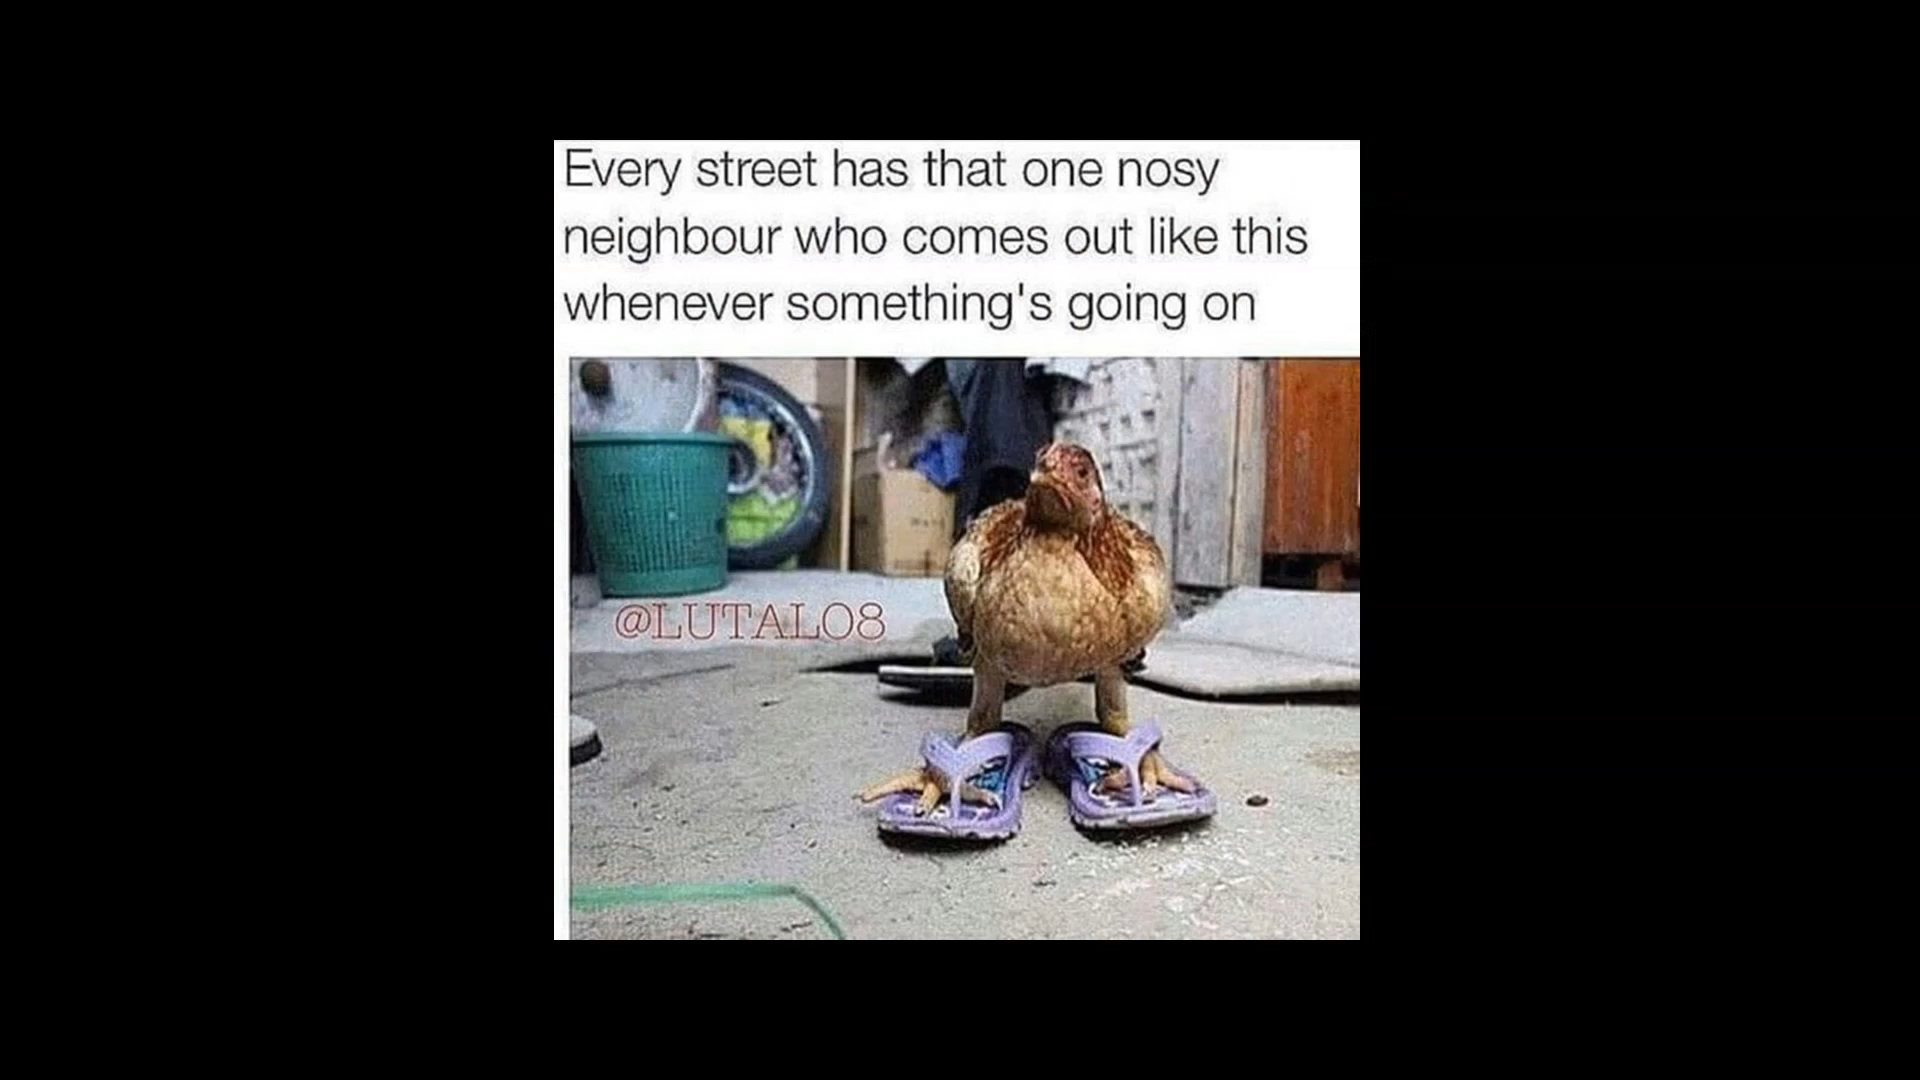 Every street has that one nosy
neighbour who comes out like this
whenever something's going on
@LUTALO8